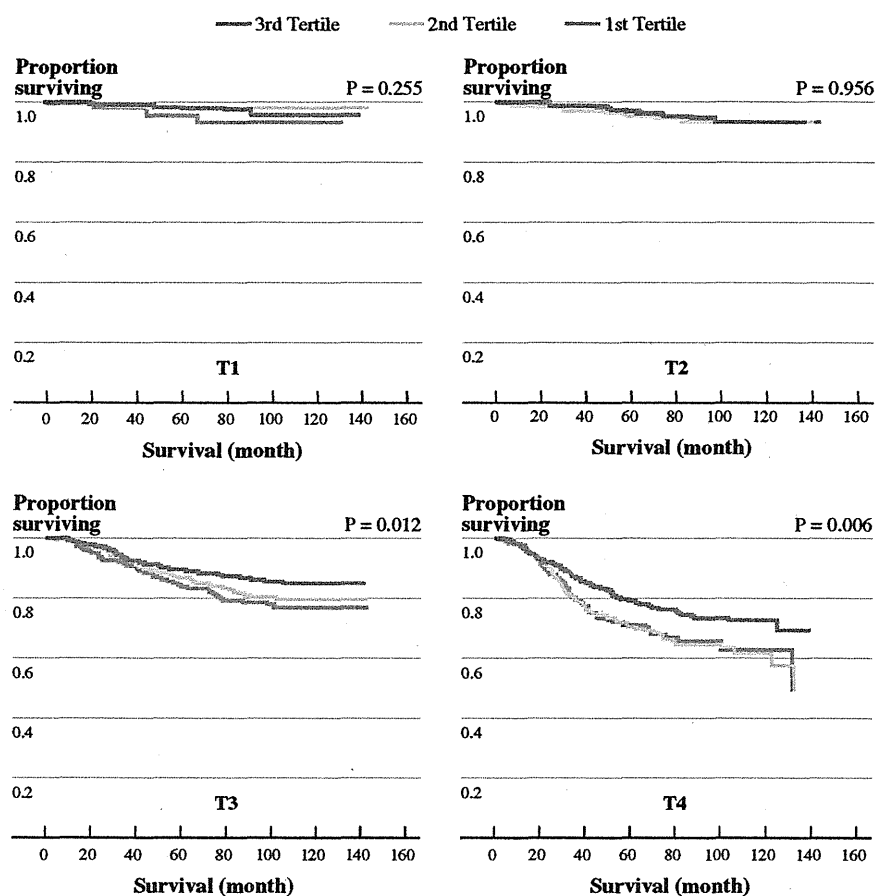 3rd Tertile 2nd Tertile 1st Tertile
Proportion surviving P = 0.255
1.0
0.8
0.6
0.4
0.2
T1
0 20 40 60 80 100 120 140 160
Survival (month)
Proportion surviving P = 0.956
1.0
0.8
0.6
0.4
0.2
T2
0 20 40 60 80 100 120 140 160
Survival (month)
Proportion surviving P = 0.012
1.0
0.8
0.6
0.4
0.2
T3
0 20 40 60 80 100 120 140 160
Survival (month)
Proportion surviving P = 0.006
1.0
0.8
0.6
0.4
0.2
T4
0 20 40 60 80 100 120 140 160
Survival (month)